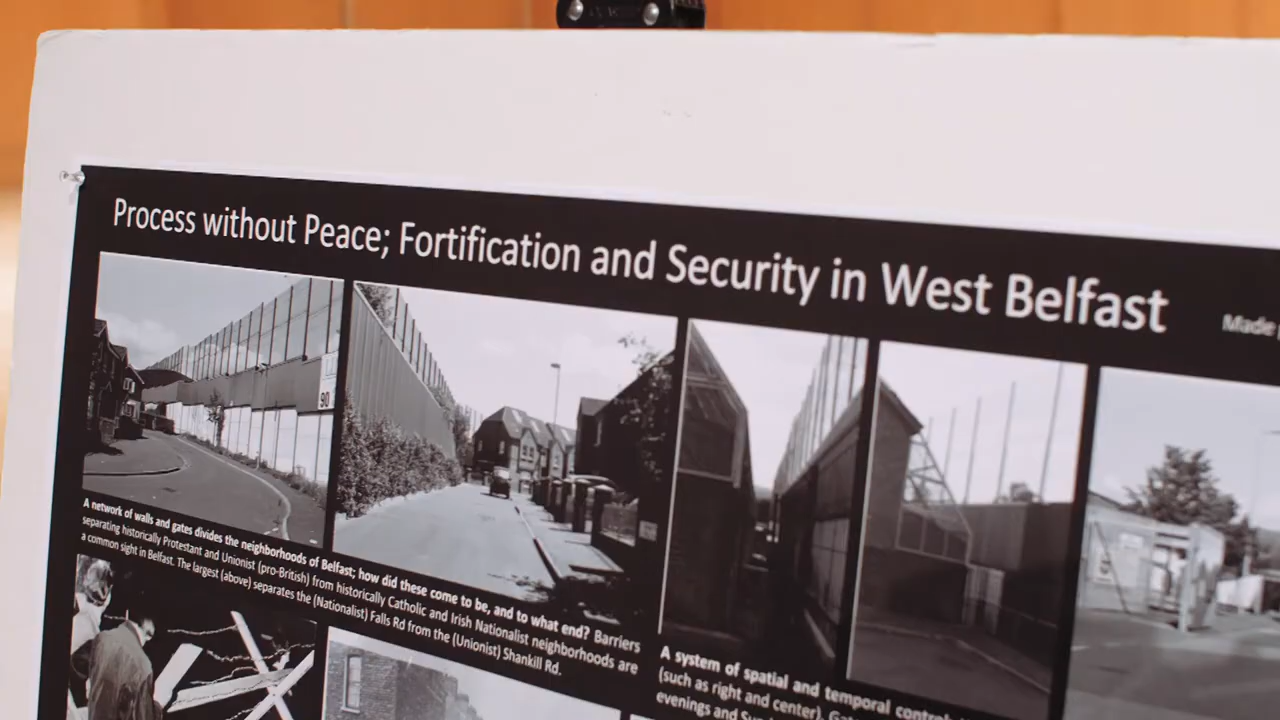 Process without Peace; Fortification and Security in West Belfast
Made
90
A network of walls and gates divides the neighborhoods of Belfast; how did these come to be, and to what end? Barriers
separating historically Protestant and Unionist (pro-British) from historically Catholic and Irish Nationalist neighborhoods are
a common sight in Belfast. The largest (above) separates the (Nationalist) Falls Rd from the (Unionist) Shankill Rd.
A system of spatial and temporal control
(such as right and center).
evenings and